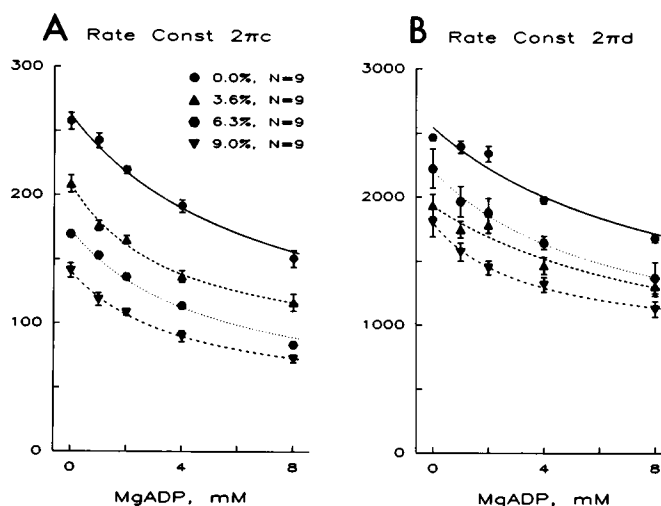 A Rate Const 2πc
300
200
100
0
0.0%, N=9
3.6%, N=9
6.3%, N=9
9.0%, N=9
0 4 8
MgADP, mM
B Rate Const 2πd
3000
2000
1000
0
0 4 8
MgADP, mM